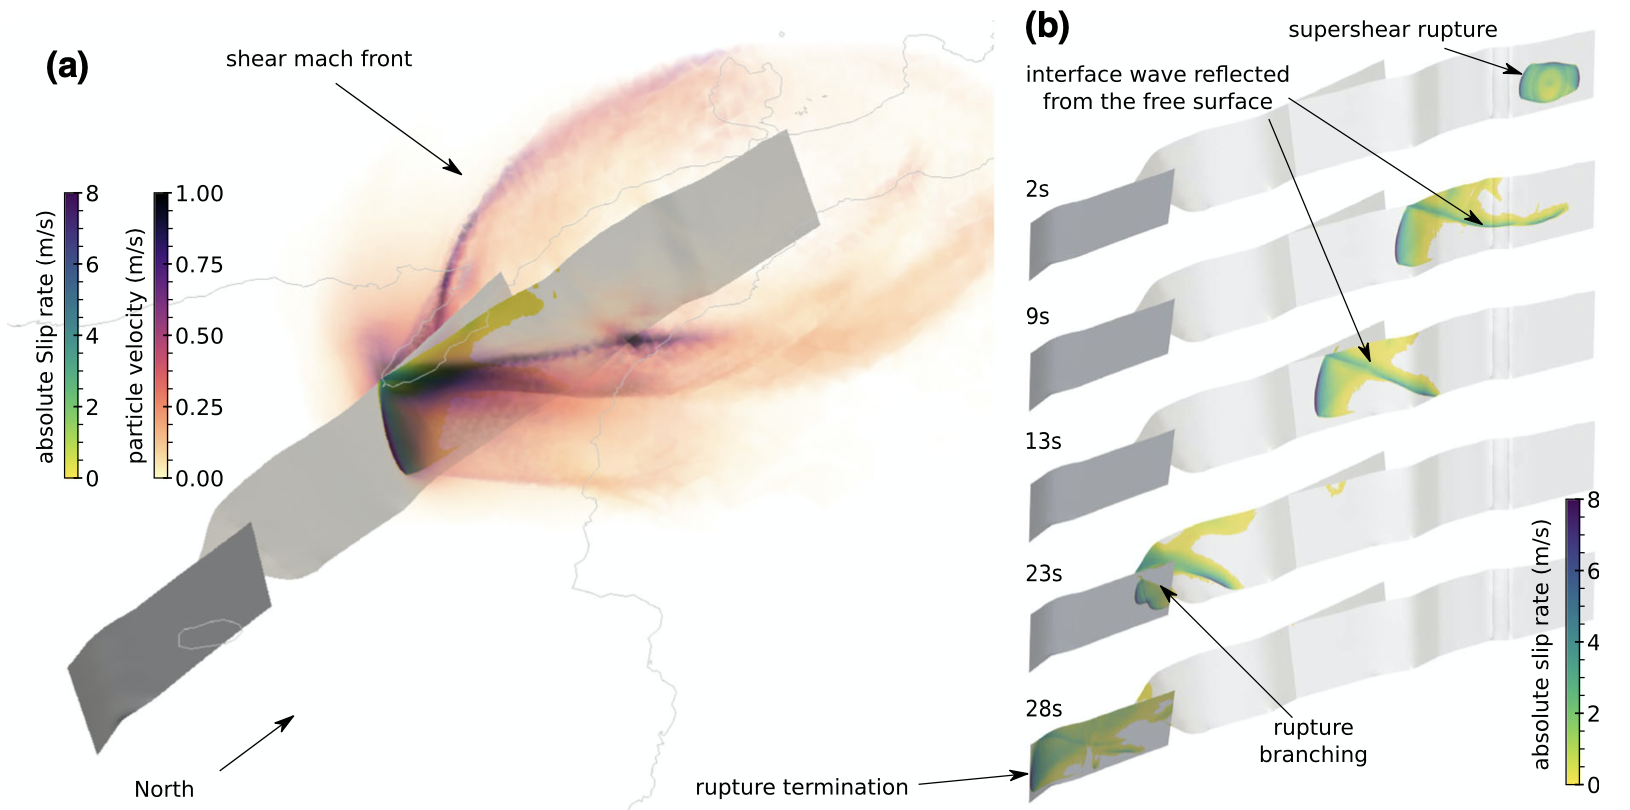 (a)
shear mach front
absolute Slip rate (m/s)
8
6
4
2
0
particle velocity (m/s)
1.00
0.75
0.50
0.25
0.00
North
(b)
supershear rupture
interface wave reflected
from the free surface
2s
9s
13s
23s
28s
rupture
branching
rupture termination
absolute slip rate (m/s)
8
6
4
2
0